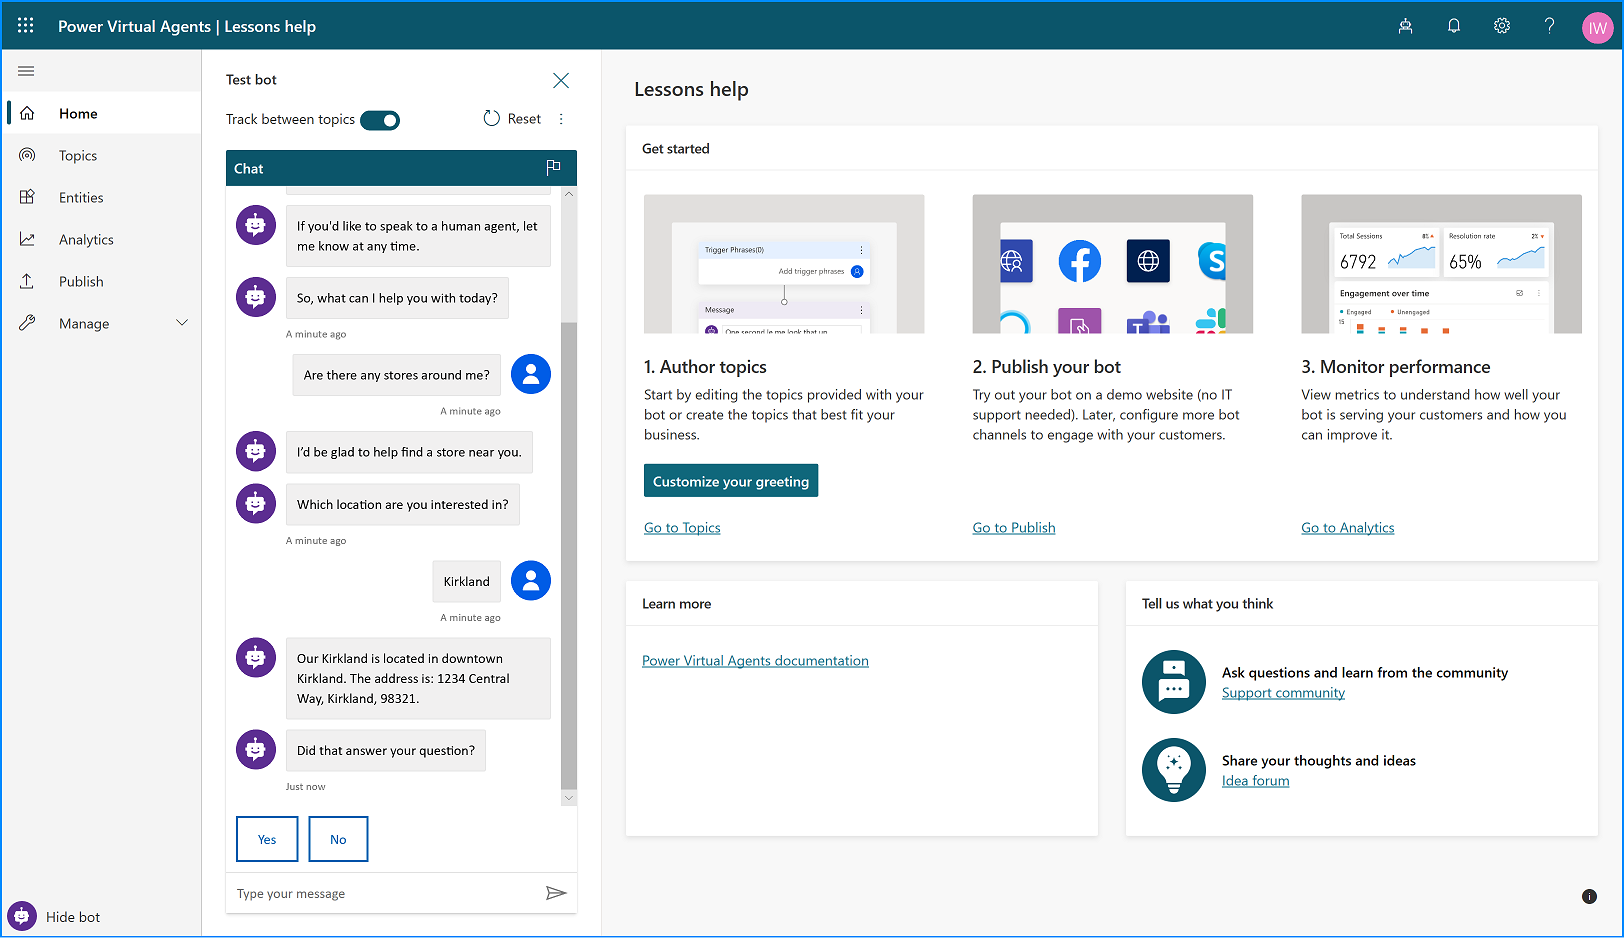 Power Virtual Agents | Lessons help
IW
Home
Topics
Entities
Analytics
Publish
Manage
Hide bot
Test bot
Track between topics
Reset
Chat
If you'd like to speak to a human agent, let
me know at any time.
So, what can I help you with today?
A minute ago
Are there any stores around me?
A minute ago
I'd be glad to help find a store near you.
Which location are you interested in?
A minute ago
Kirkland
A minute ago
Our Kirkland is located in downtown
Kirkland. The address is: 1234 Central
Way, Kirkland, 98321.
Did that answer your question?
Just now
Yes
No
Type your message
Lessons help
Get started
Trigger Phrases(0)
Add trigger phrases
Message
One second le me look that up
1. Author topics
Start by editing the topics provided with your
bot or create the topics that best fit your
business.
Customize your greeting
Go to Topics
2. Publish your bot
Try out your bot on a demo website (no IT
support needed). Later, configure more bot
channels to engage with your customers.
Go to Publish
Total Sessions 8%
6792
Resolution rate 2%
65%
Engagement over time
Engaged Unengaged
15
3. Monitor performance
View metrics to understand how well your
bot is serving your customers and how you
can improve it.
Go to Analytics
Learn more
Power Virtual Agents documentation
Tell us what you think
Ask questions and learn from the community
Support community
Share your thoughts and ideas
Idea forum